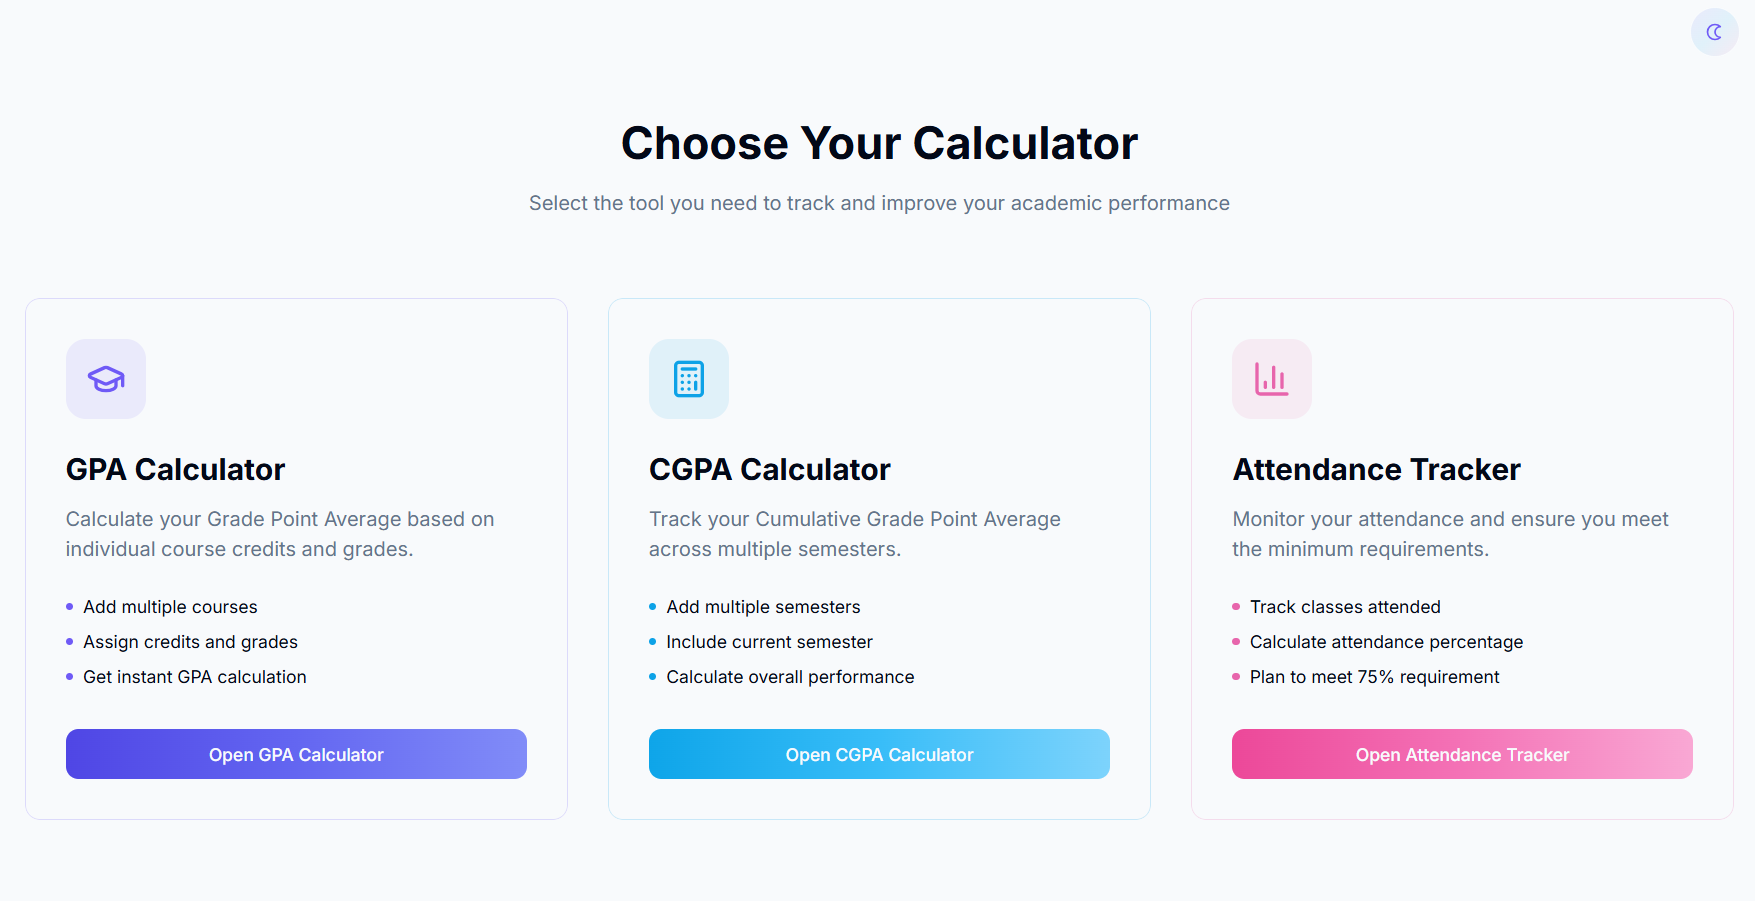 Choose Your Calculator
Select the tool you need to track and improve your academic performance
GPA Calculator
Calculate your Grade Point Average based on
individual course credits and grades.
Add multiple courses
Assign credits and grades
Get instant GPA calculation
Open GPA Calculator
CGPA Calculator
Track your Cumulative Grade Point Average
across multiple semesters.
Add multiple semesters
Include current semester
Calculate overall performance
Open CGPA Calculator
Attendance Tracker
Monitor your attendance and ensure you meet
the minimum requirements.
Track classes attended
Calculate attendance percentage
Plan to meet 75% requirement
Open Attendance Tracker